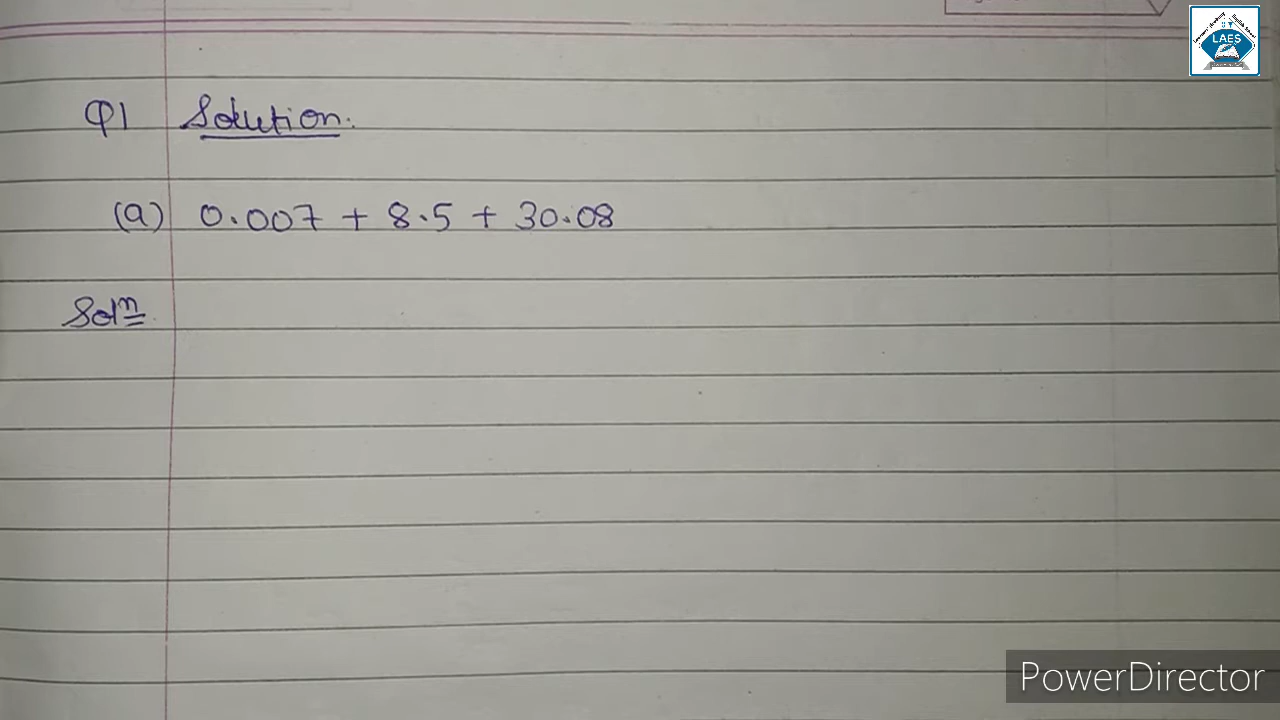 LAES
Q1 Solution:
(a) 0.007 + 8.5 + 30.08
Solⁿ
PowerDirector